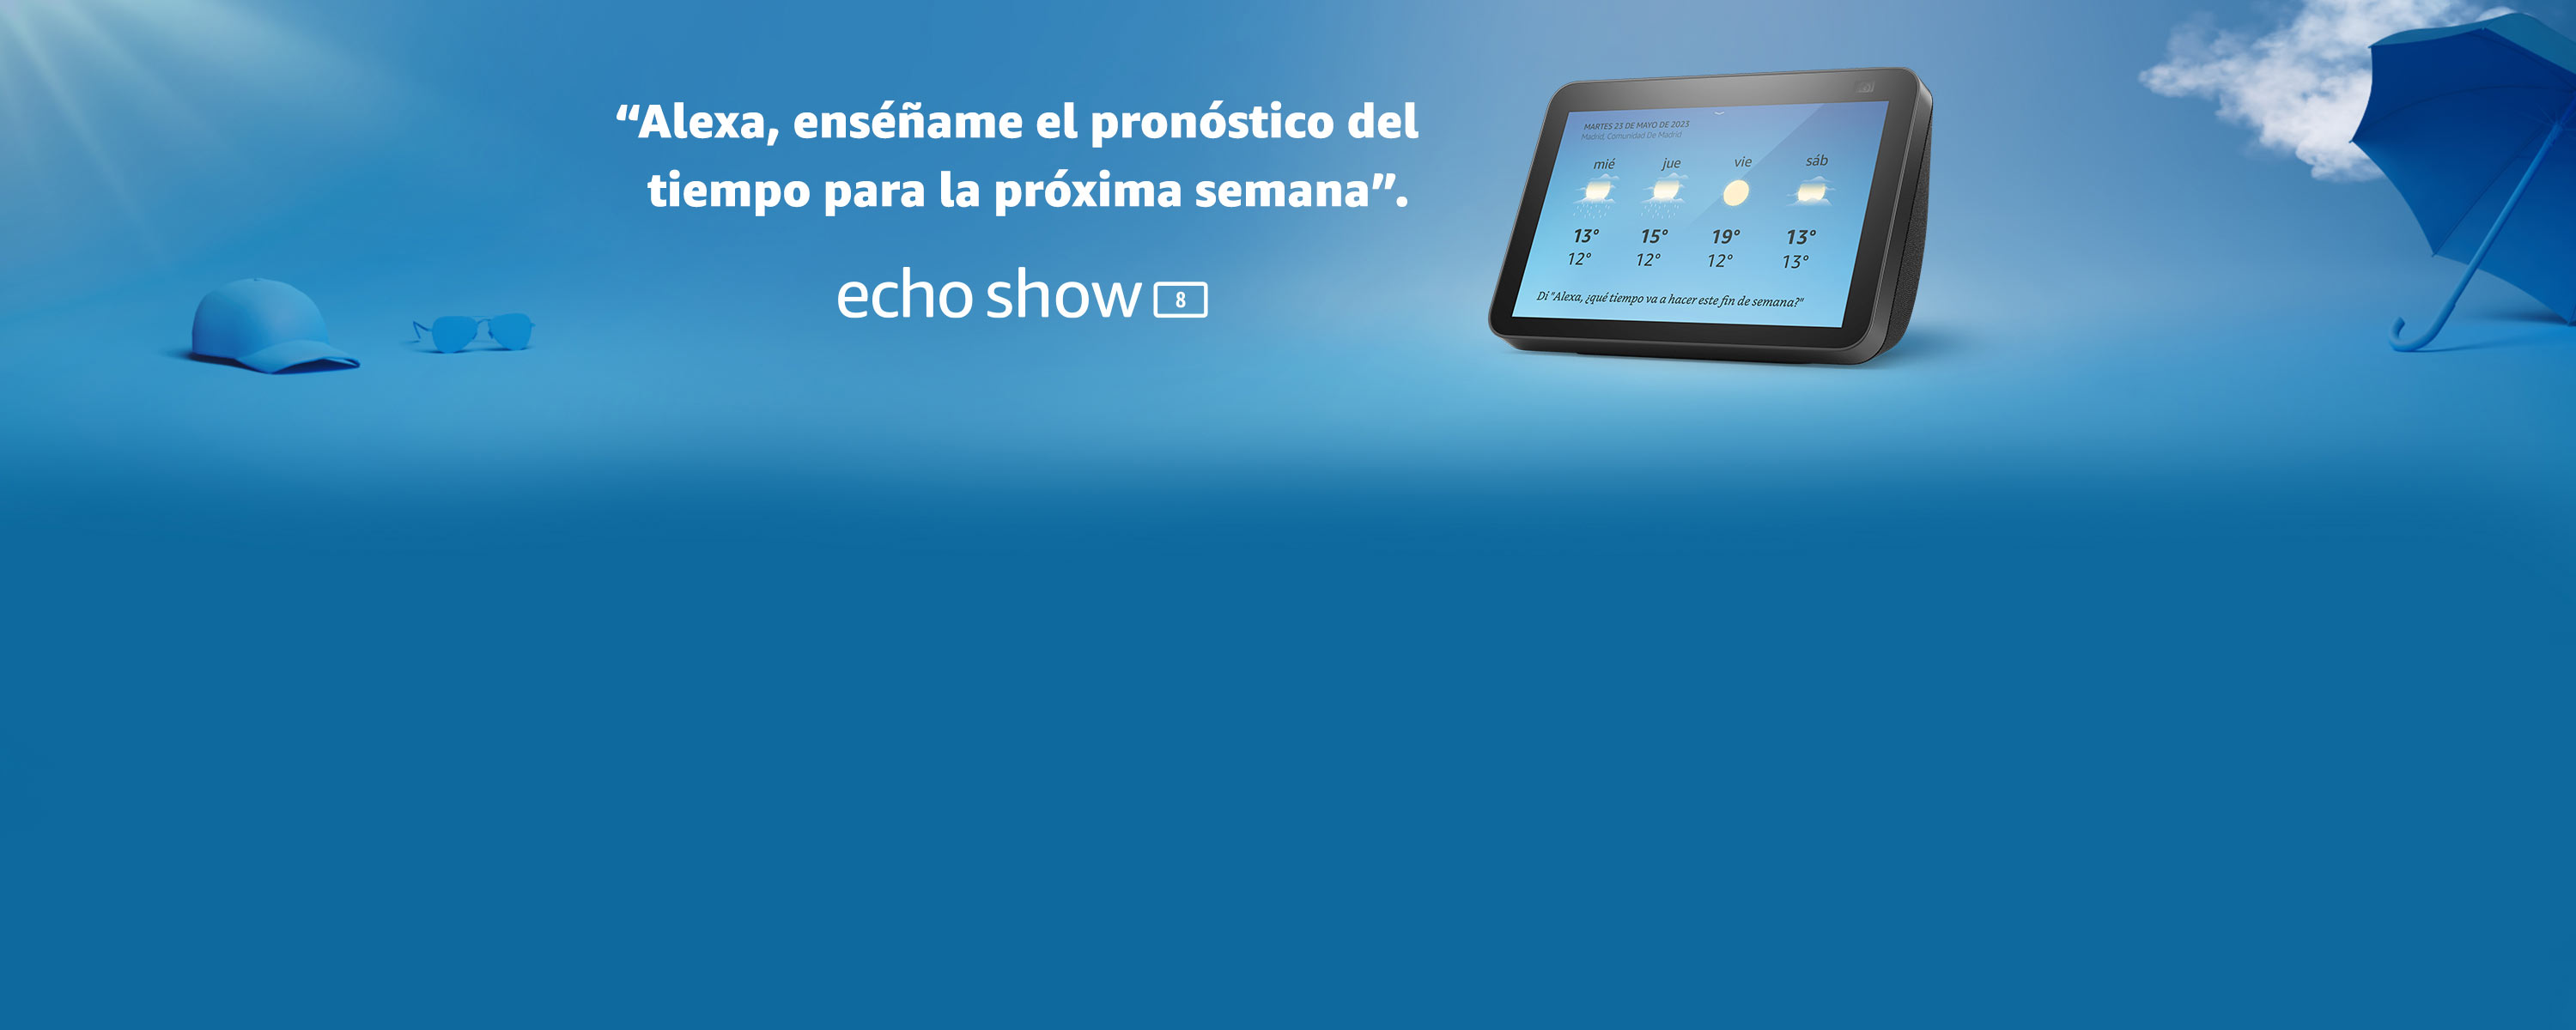 “Alexa, enséñame el pronóstico del
tiempo para la próxima semana”.
echo show 8
MARTES 23 DE MAYO DE 2023
Madrid, Comunidad De Madrid
mié jue vie sáb
13° 15° 19° 13°
12° 12° 12° 13°
Di "Alexa, ¿qué tiempo va a hacer este fin de semana?"